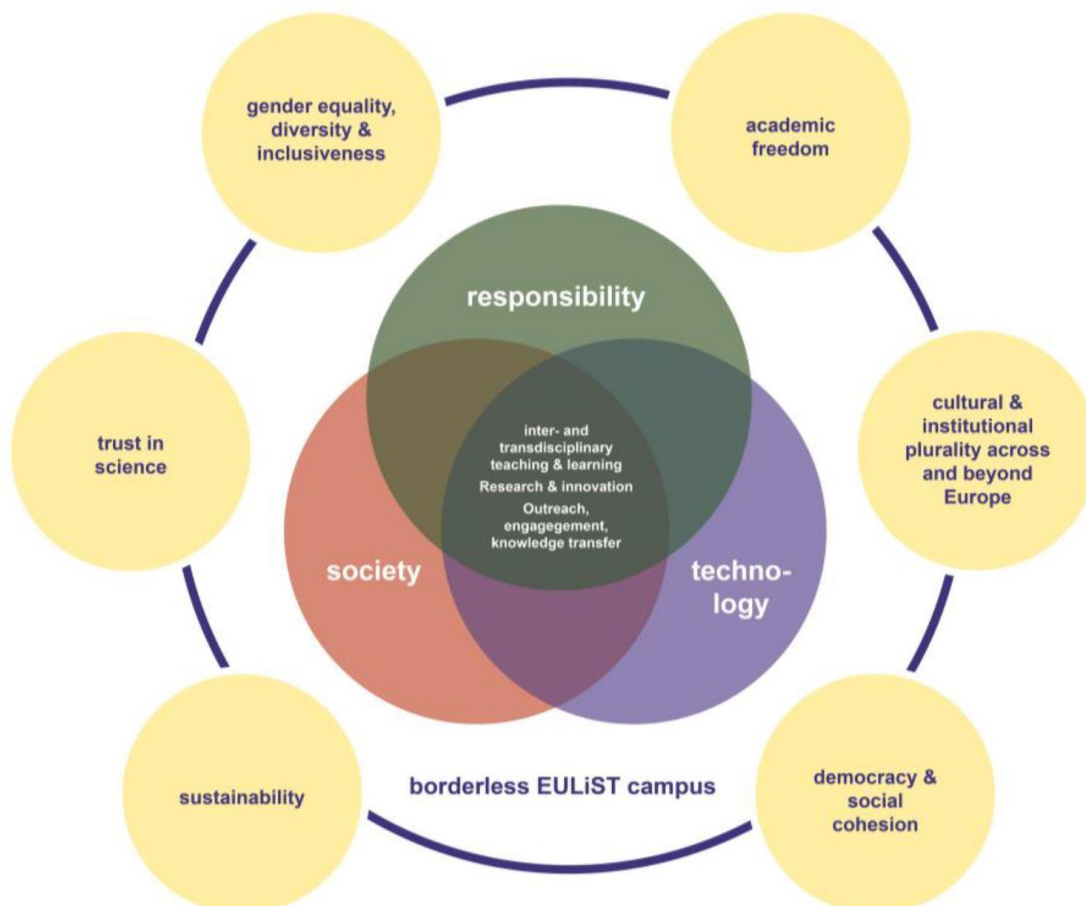 gender equality,
diversity &
inclusiveness
academic
freedom
responsibility
trust in
science
inter- and
transdisciplinary
teaching & learning
Research & innovation
Outreach,
engagegement,
knowledge transfer
cultural &
institutional
plurality across
and beyond
Europe
society
techno-
logy
sustainability
borderless EULiST campus
democracy &
social
cohesion